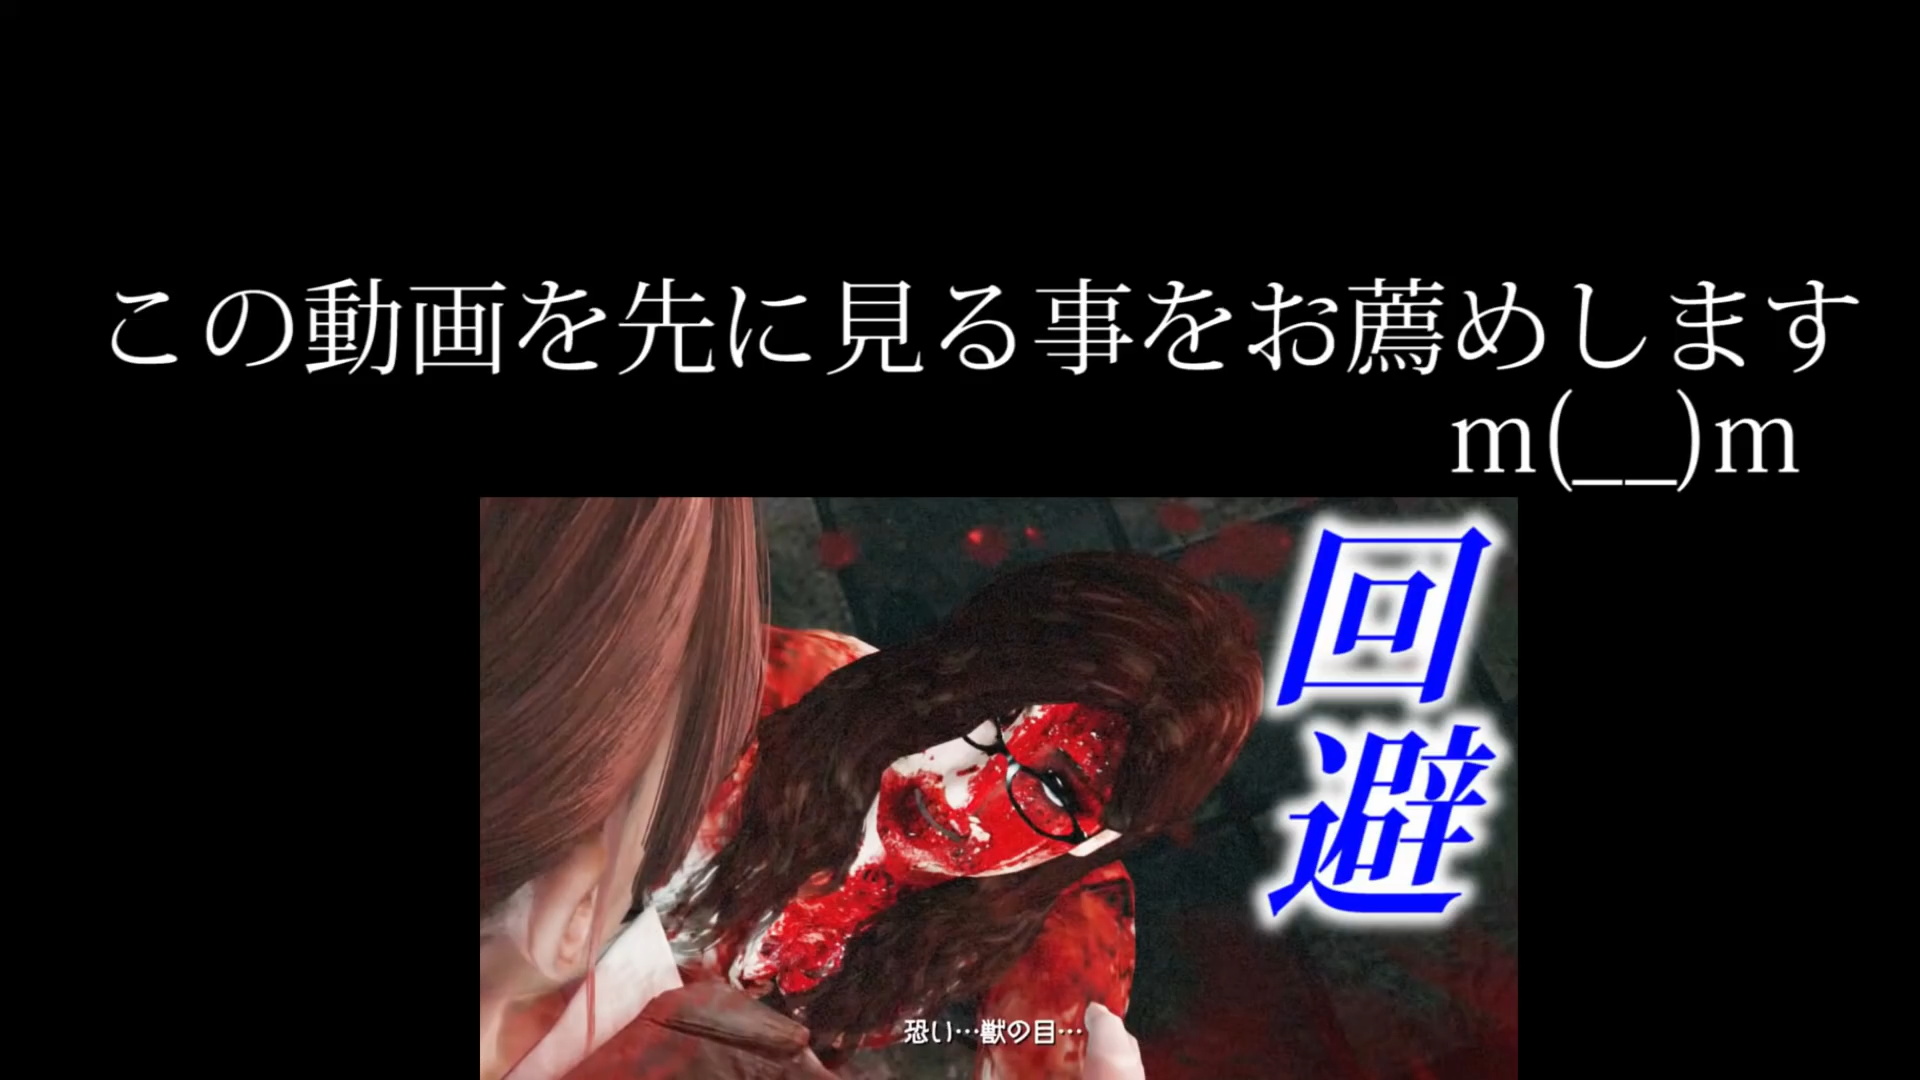 この動画を先に見る事をお薦めします
m(__)m
回避
恐い…獣の目…